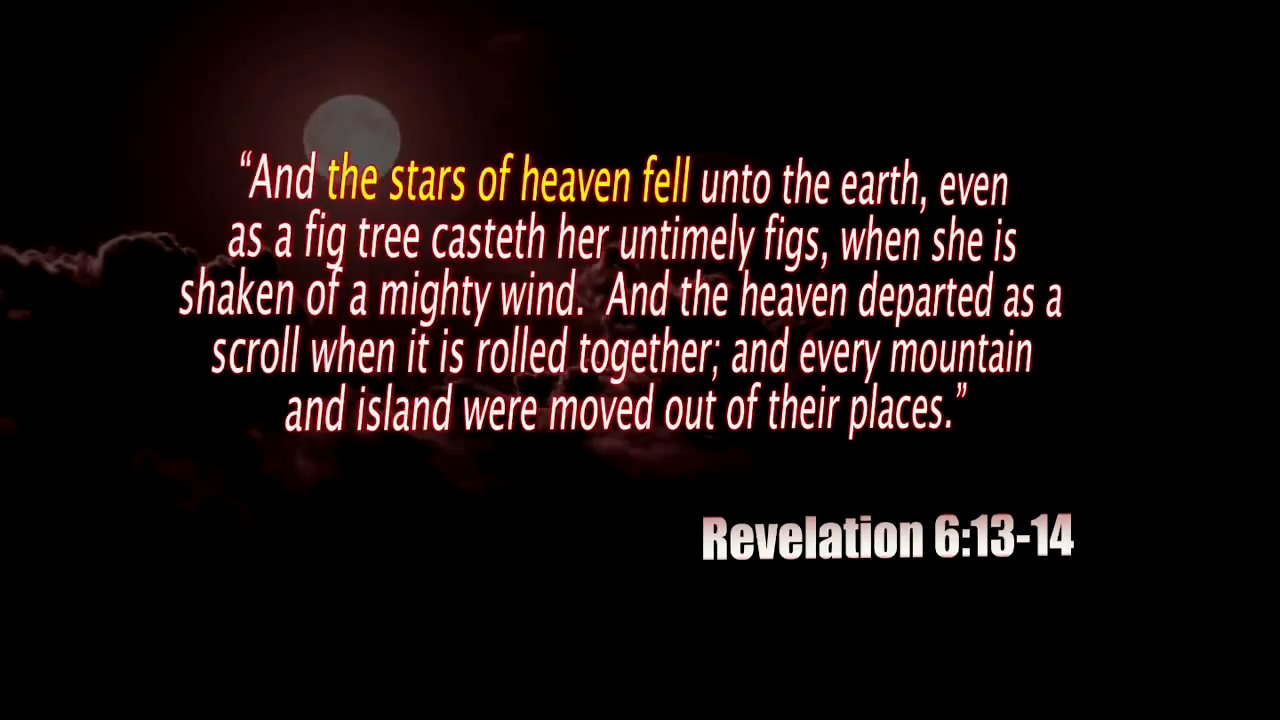 “And the stars of heaven fell unto the earth, even
as a fig tree casteth her untimely figs, when she is
shaken of a mighty wind.  And the heaven departed as a
scroll when it is rolled together; and every mountain
and island were moved out of their places.”
Revelation 6:13-14